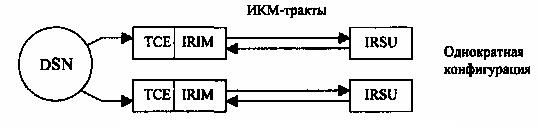 ИКМ-тракты
DSN TCE IRIM IRSU
Однократная
конфигурация
TCE IRIM IRSU